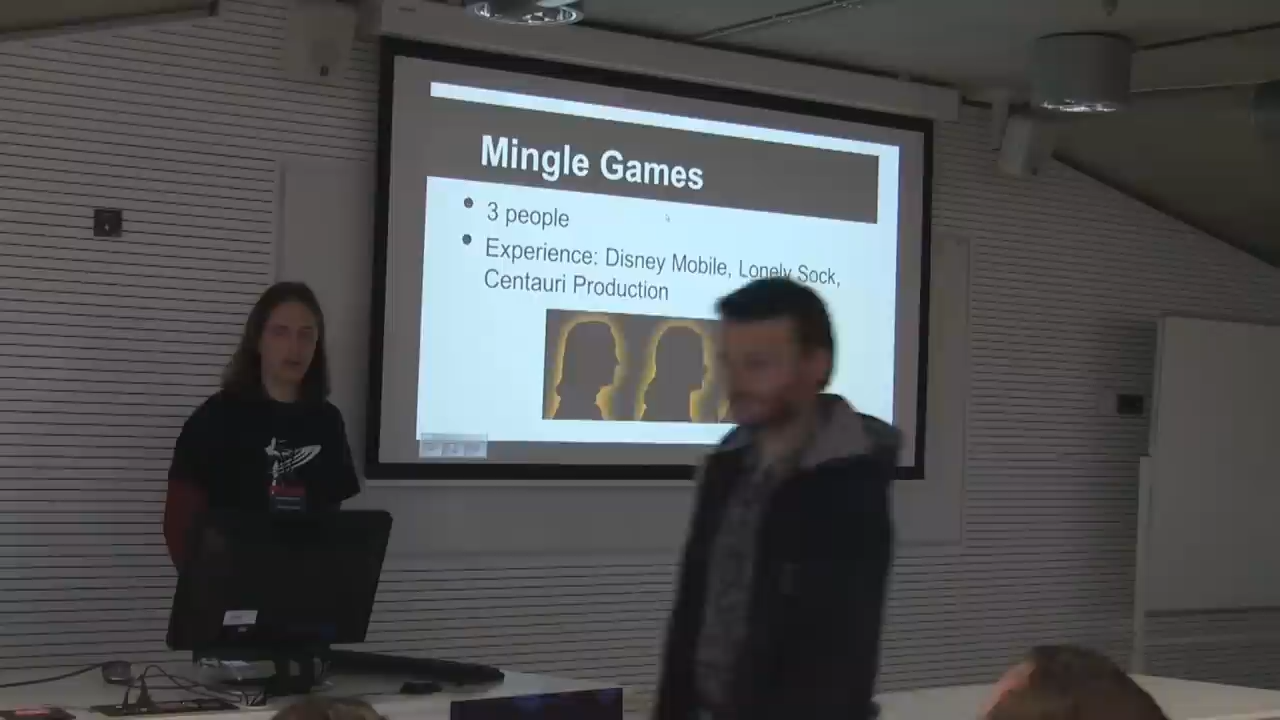 Mingle Games
3 people
Experience: Disney Mobile, Lonely Sock,
Centauri Production